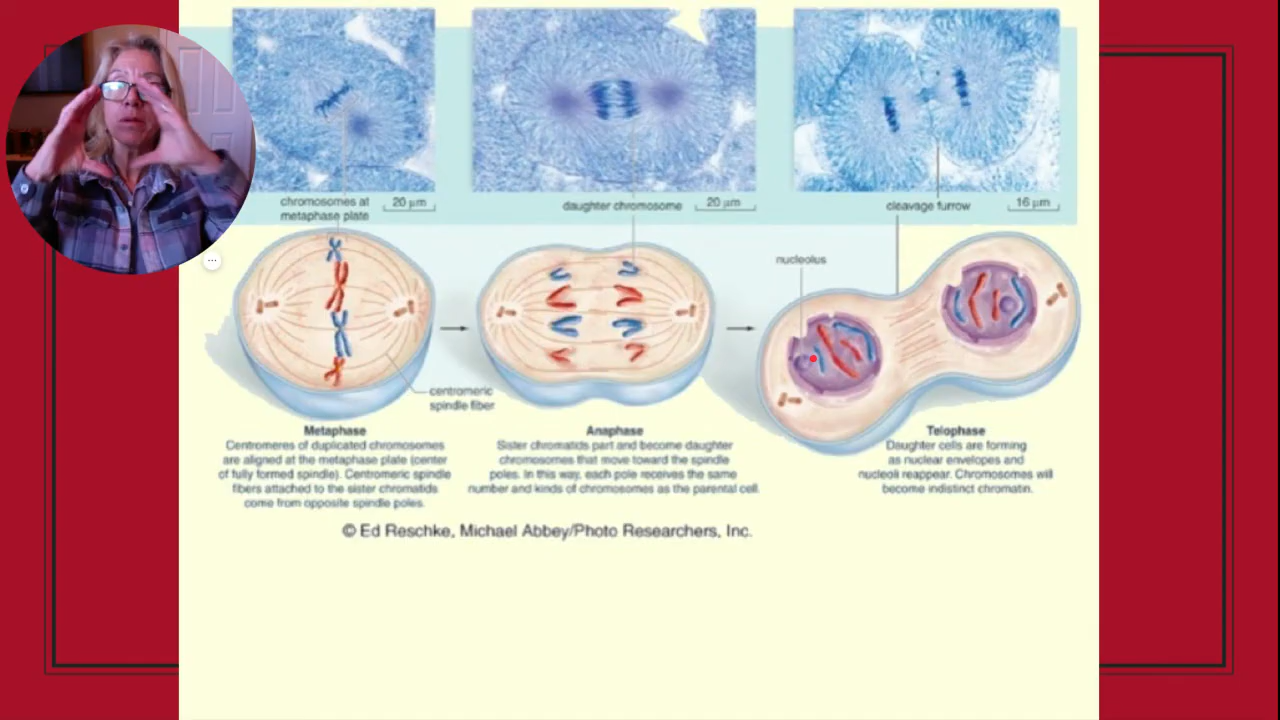 chromosomes at
metaphase plate
20 µm
daughter chromosome
20 µm
cleavage furrow
16 µm
nucleolus
centromeric
spindle fiber
Metaphase
Centromeres of duplicated chromosomes
are aligned at the metaphase plate (center
of fully formed spindle). Centromeric spindle
fibers attached to the sister chromatids
come from opposite spindle poles.
Anaphase
Sister chromatids part and become daughter
chromosomes that move toward the spindle
poles. In this way, each pole receives the same
number and kinds of chromosomes as the parental cell.
Telophase
Daughter cells are forming
as nuclear envelopes and
nucleoli reappear. Chromosomes will
become indistinct chromatin.
© Ed Reschke, Michael Abbey/Photo Researchers, Inc.